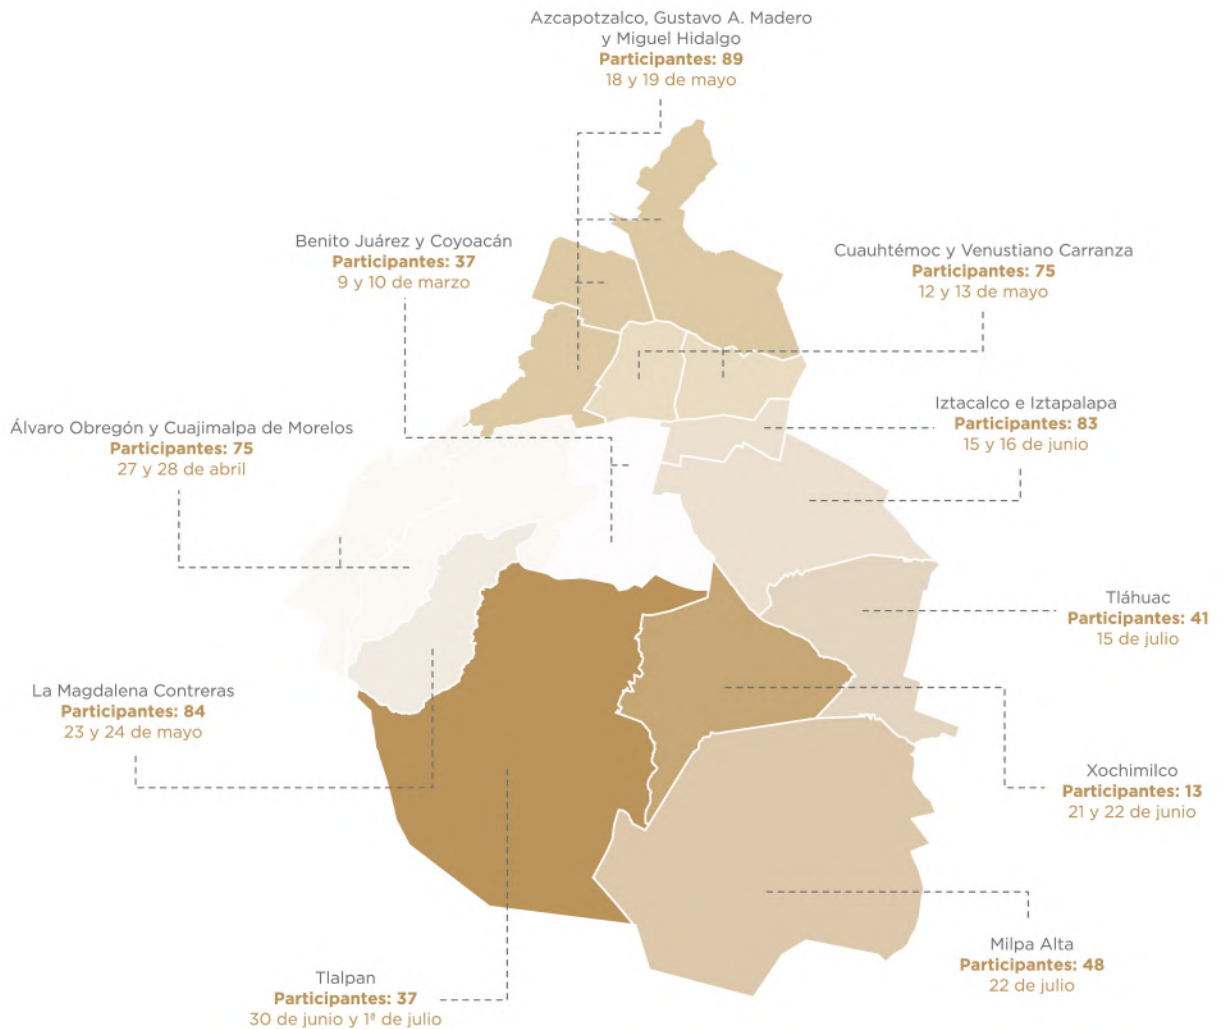 Azcapotzalco, Gustavo A. Madero
y Miguel Hidalgo
Participantes: 89
18 y 19 de mayo
Benito Juárez y Coyoacán
Participantes: 37
9 y 10 de marzo
Cuauhtémoc y Venustiano Carranza
Participantes: 75
12 y 13 de mayo
Álvaro Obregón y Cuajimalpa de Morelos
Participantes: 75
27 y 28 de abril
Iztacalco e Iztapalapa
Participantes: 83
15 y 16 de junio
Tláhuac
Participantes: 41
15 de julio
La Magdalena Contreras
Participantes: 84
23 y 24 de mayo
Xochimilco
Participantes: 13
21 y 22 de junio
Milpa Alta
Participantes: 48
22 de julio
Tlalpan
Participantes: 37
30 de junio y 1ª de julio